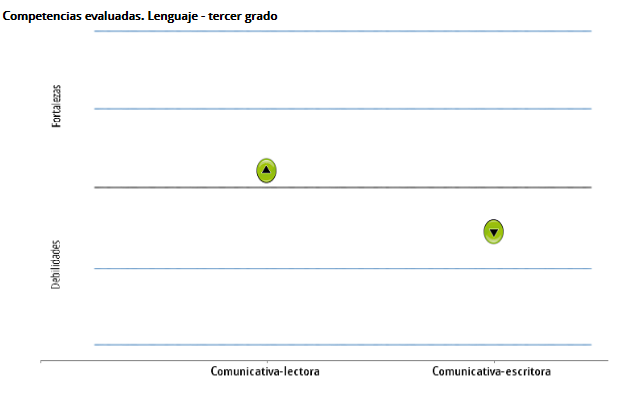 Competencias evaluadas. Lenguaje - tercer grado
Fortalezas
Debilidades
Comunicativa-lectora
Comunicativa-escritora